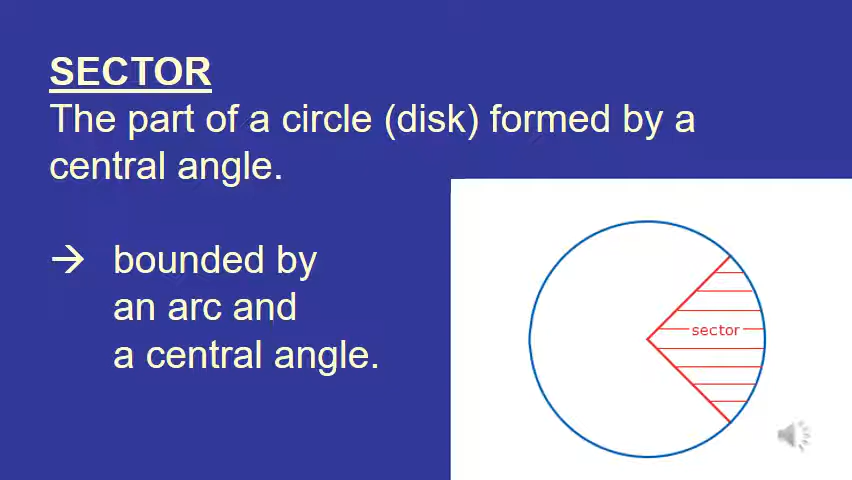 SECTOR
The part of a circle (disk) formed by a
central angle.
→ bounded by
an arc and
a central angle.
sector